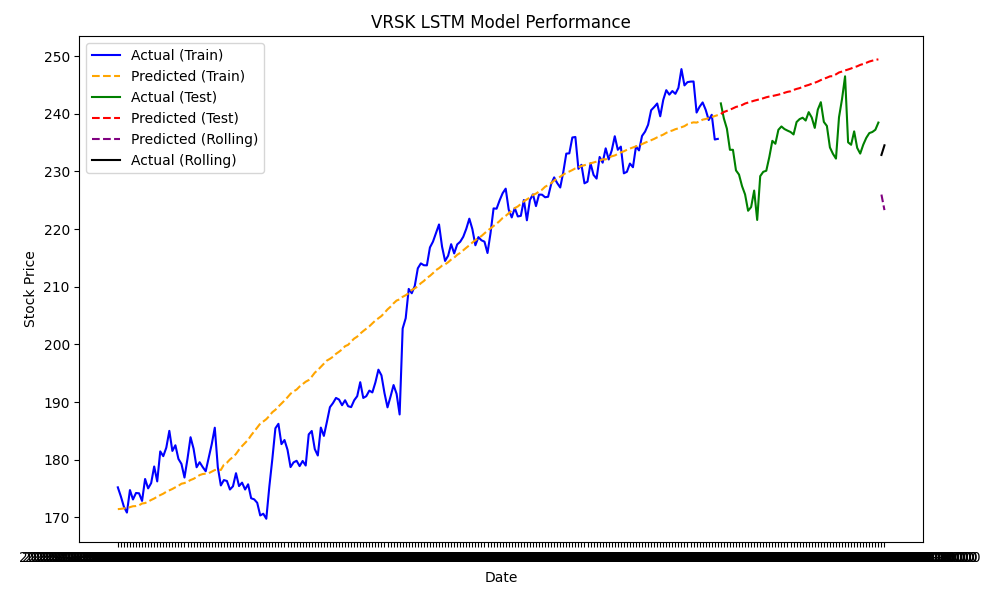 VRSK LSTM Model Performance
Actual (Train)
Predicted (Train)
Actual (Test)
Predicted (Test)
Predicted (Rolling)
Actual (Rolling)
250
240
230
220
210
200
190
180
170
Stock Price
Date